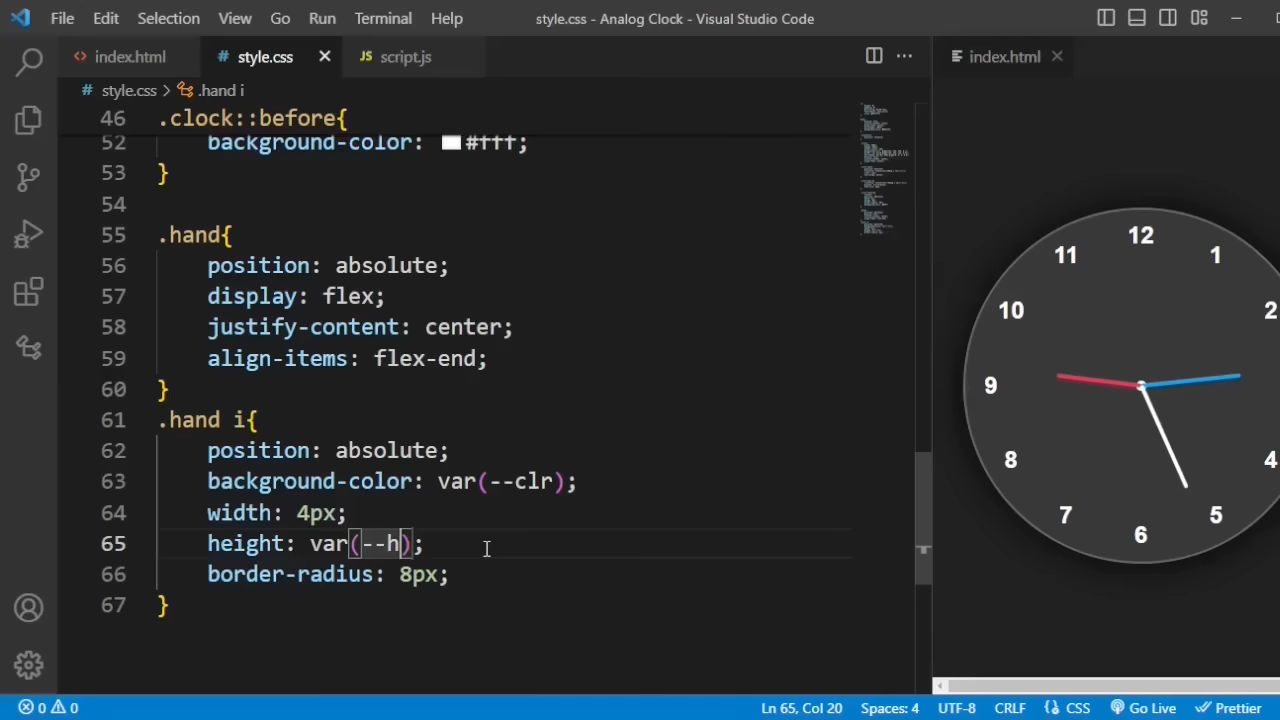 File Edit Selection View Go Run Terminal Help style.css - Analog Clock - Visual Studio Code
<> index.html # style.css × JS script.js ···
index.html ×
# style.css > .hand i
46 .clock::before{
52 background-color: #fff;
53 }
54
55 .hand{
56 position: absolute;
57 display: flex;
58 justify-content: center;
59 align-items: flex-end;
60 }
61 .hand i{
62 position: absolute;
63 background-color: var(--clr);
64 width: 4px;
65 height: var(--h);
66 border-radius: 8px;
67 }
12
11 1
10 2
9
8 4
7 5
6
0 0 Ln 65, Col 20 Spaces: 4 UTF-8 CRLF CSS Go Live Prettier